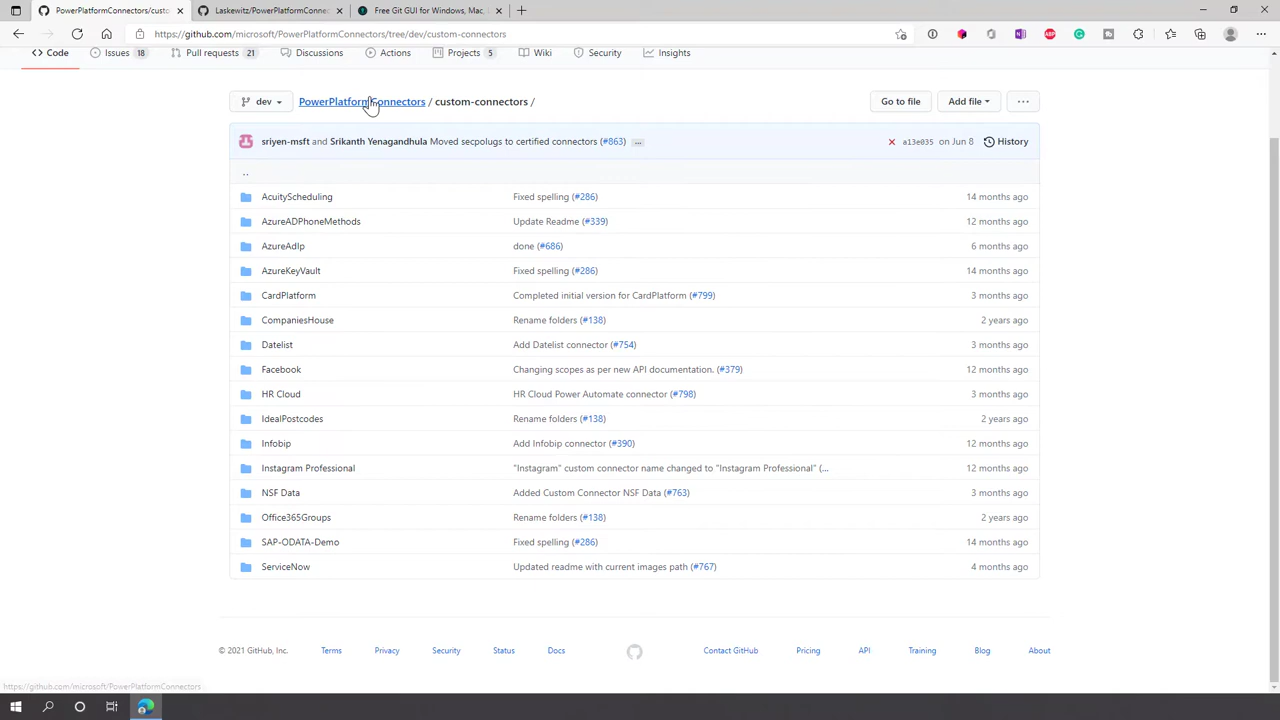 PowerPlatformConnectors/custo
Laskewitz/PowerPlatformConnec
Free Git GUI for Windows, Mac, L
https://github.com/microsoft/PowerPlatformConnectors/tree/dev/custom-connectors
Code Issues 18 Pull requests 21 Discussions Actions Projects 5 Wiki Security Insights
dev PowerPlatformConnectors / custom-connectors / Go to file Add file ...
sriyen-msft and Srikanth Yenagandhula Moved secpolugs to certified connectors (#863) ... a13e035 on Jun 8 History
..
AcuityScheduling Fixed spelling (#286) 14 months ago
AzureADPhoneMethods Update Readme (#339) 12 months ago
AzureAdIp done (#686) 6 months ago
AzureKeyVault Fixed spelling (#286) 14 months ago
CardPlatform Completed initial version for CardPlatform (#799) 3 months ago
CompaniesHouse Rename folders (#138) 2 years ago
Datelist Add Datelist connector (#754) 3 months ago
Facebook Changing scopes as per new API documentation. (#379) 12 months ago
HR Cloud HR Cloud Power Automate connector (#798) 3 months ago
IdealPostcodes Rename folders (#138) 2 years ago
Infobip Add Infobip connector (#390) 12 months ago
Instagram Professional "Instagram" custom connector name changed to "Instagram Professional" (... 12 months ago
NSF Data Added Custom Connector NSF Data (#763) 3 months ago
Office365Groups Rename folders (#138) 2 years ago
SAP-ODATA-Demo Fixed spelling (#286) 14 months ago
ServiceNow Updated readme with current images path (#767) 4 months ago
© 2021 GitHub, Inc. Terms Privacy Security Status Docs Contact GitHub Pricing API Training Blog About
https://github.com/microsoft/PowerPlatformConnectors